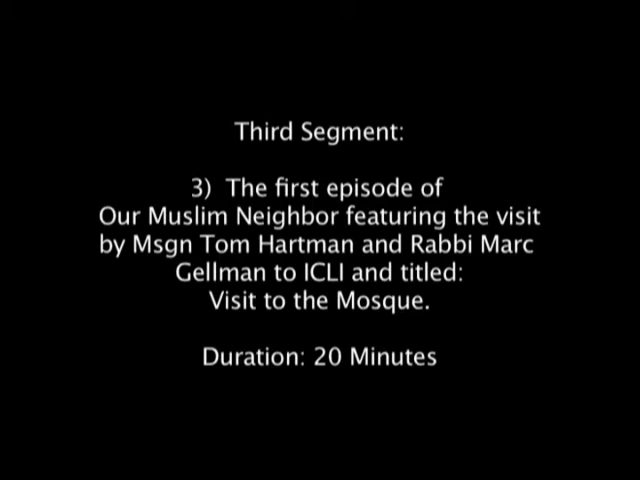 Third Segment:
3)  The first episode of
Our Muslim Neighbor featuring the visit
by Msgn Tom Hartman and Rabbi Marc
Gellman to ICLI and titled:
Visit to the Mosque.
Duration: 20 Minutes